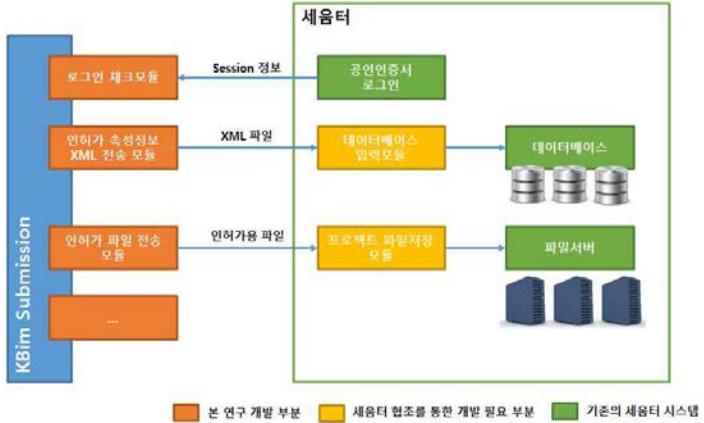 세움터
KBim Submission
로그인 체크모듈
Session 정보
공인인증서
로그인
인허가 속성정보
XML 전송 모듈
XML 파일
데이터베이스
입력모듈
데이터베이스
인허가 파일 전송
모듈
인허가용 파일
프로젝트 파일저장
모듈
파일서버
...
본 연구 개발 부분
세움터 협조를 통한 개발 필요 부분
기존의 세움터 시스템